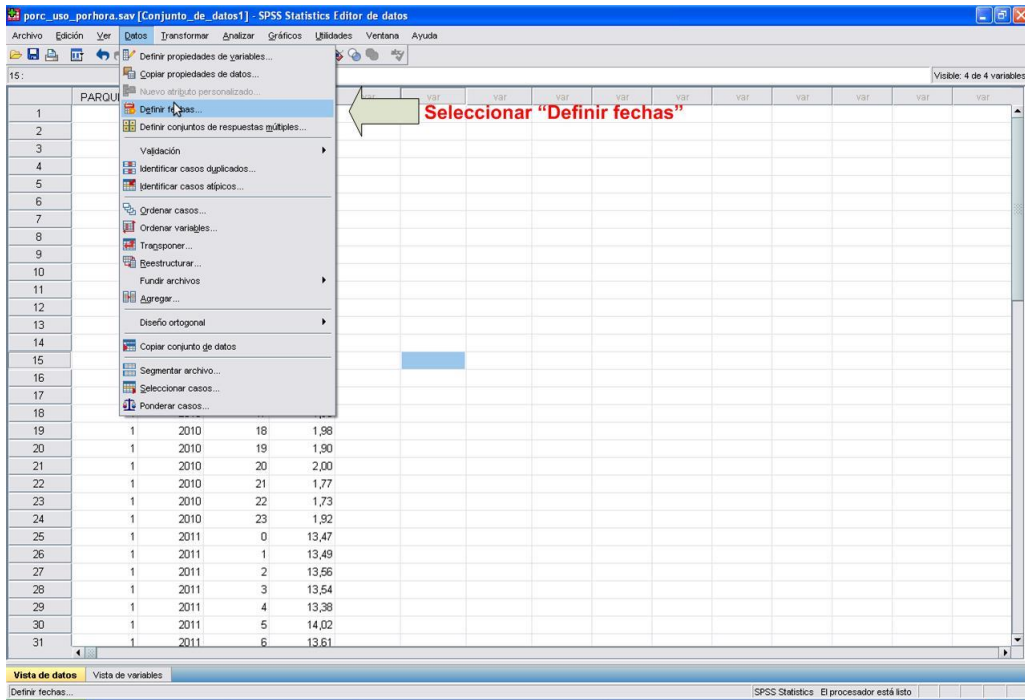 porc_uso_porhora.sav [Conjunto_de_datos1] - SPSS Statistics Editor de datos
Archivo Edición Ver Datos Transformar Analizar Gráficos Utilidades Ventana Ayuda
15 :
Visible: 4 de 4 variables
Definir propiedades de variables...
Copiar propiedades de datos...
Nuevo atributo personalizado...
Definir fechas...
Definir conjuntos de respuestas múltiples...
Validación
Identificar casos duplicados...
Identificar casos atípicos...
Ordenar casos...
Ordenar variables...
Transponer...
Reestructurar...
Fundir archivos
Agregar...
Diseño ortogonal
Copiar conjunto de datos
Segmentar archivo...
Seleccionar casos...
Ponderar casos...
Seleccionar “Definir fechas”
PARQU var var var var var var var var var var
1
2
3
4
5
6
7
8
9
10
11
12
13
14
15
16
17
18
19 1 2010 18 1,98
20 1 2010 19 1,90
21 1 2010 20 2,00
22 1 2010 21 1,77
23 1 2010 22 1,73
24 1 2010 23 1,92
25 1 2011 0 13,47
26 1 2011 1 13,49
27 1 2011 2 13,56
28 1 2011 3 13,54
29 1 2011 4 13,38
30 1 2011 5 14,02
31 1 2011 6 13,61
Vista de datos Vista de variables
Definir fechas...
SPSS Statistics El procesador está listo